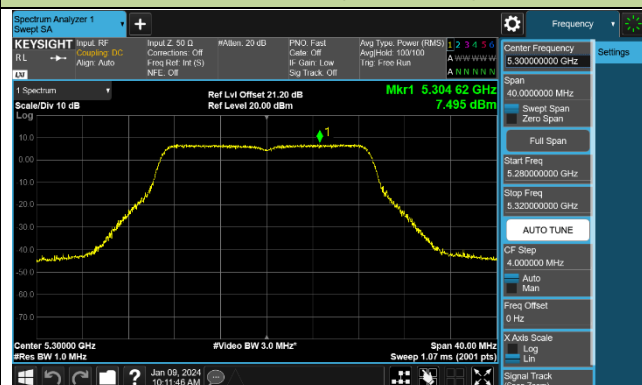 Spectrum Analyzer 1
Swept SA
+
Frequency
KEYSIGHT
RL
LXI
Input: RF
Coupling: DC
Align: Auto
Input Z: 50 Ω
Corrections: Off
Freq Ref: Int (S)
NFE: Off
#Atten: 20 dB
PNO: Fast
Gate: Off
IF Gain: Low
Sig Track: Off
Avg Type: Power (RMS)
Avg|Hold: 100/100
Trig: Free Run
1 2 3 4 5 6
A W W W W W
A N N N N N
Center Frequency
5.300000000 GHz
Settings
Span
40.0000000 MHz
Swept Span
Zero Span
Full Span
Start Freq
5.280000000 GHz
Stop Freq
5.320000000 GHz
AUTO TUNE
CF Step
4.000000 MHz
Auto
Man
Freq Offset
0 Hz
X Axis Scale
Log
Lin
Signal Track
(Span Zoom)
1 Spectrum
Scale/Div 10 dB
Log
Ref Lvl Offset 21.20 dB
Ref Level 20.00 dBm
Mkr1 5.304 62 GHz
7.495 dBm
1
10.0
0.00
-10.0
-20.0
-30.0
-40.0
-50.0
-60.0
-70.0
Center 5.30000 GHz
#Res BW 1.0 MHz
#Video BW 3.0 MHz*
Span 40.00 MHz
Sweep 1.07 ms (2001 pts)
?
Jan 09, 2024
10:11:46 AM